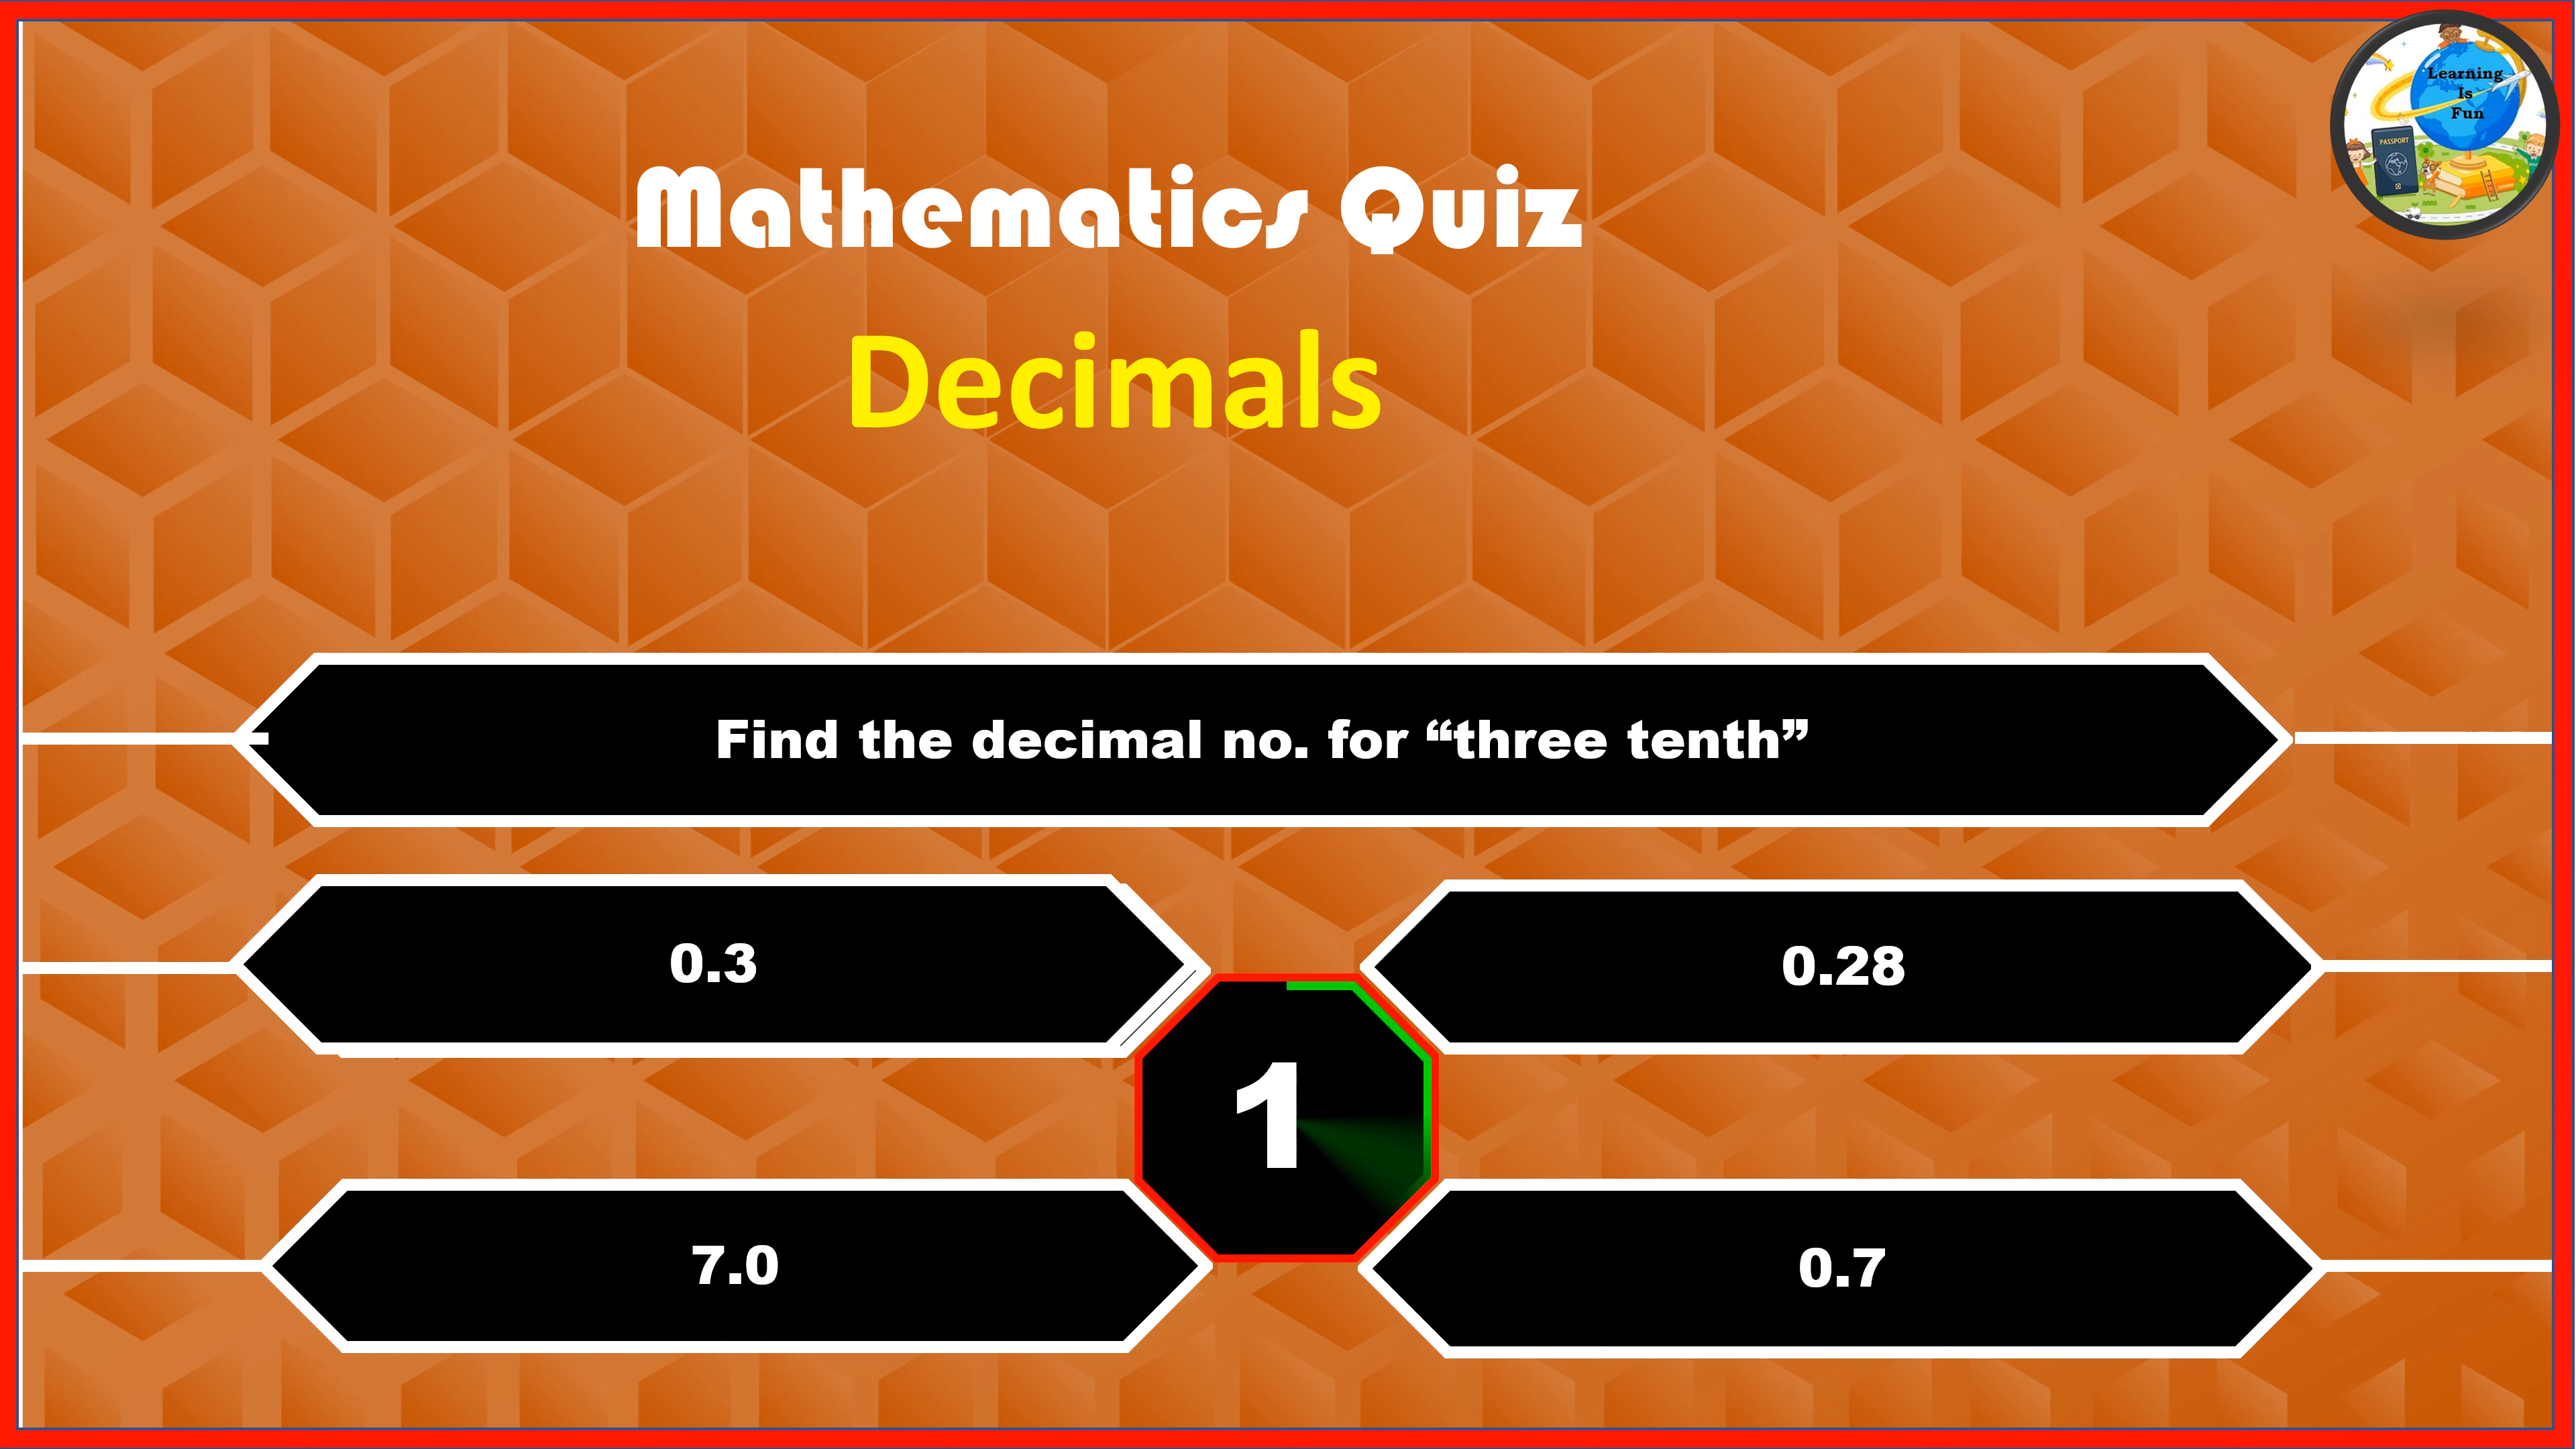 Learning
Is
Fun
PASSPORT
Mathematics Quiz
Decimals
Find the decimal no. for “three tenth”
0.3
0.28
1
7.0
0.7